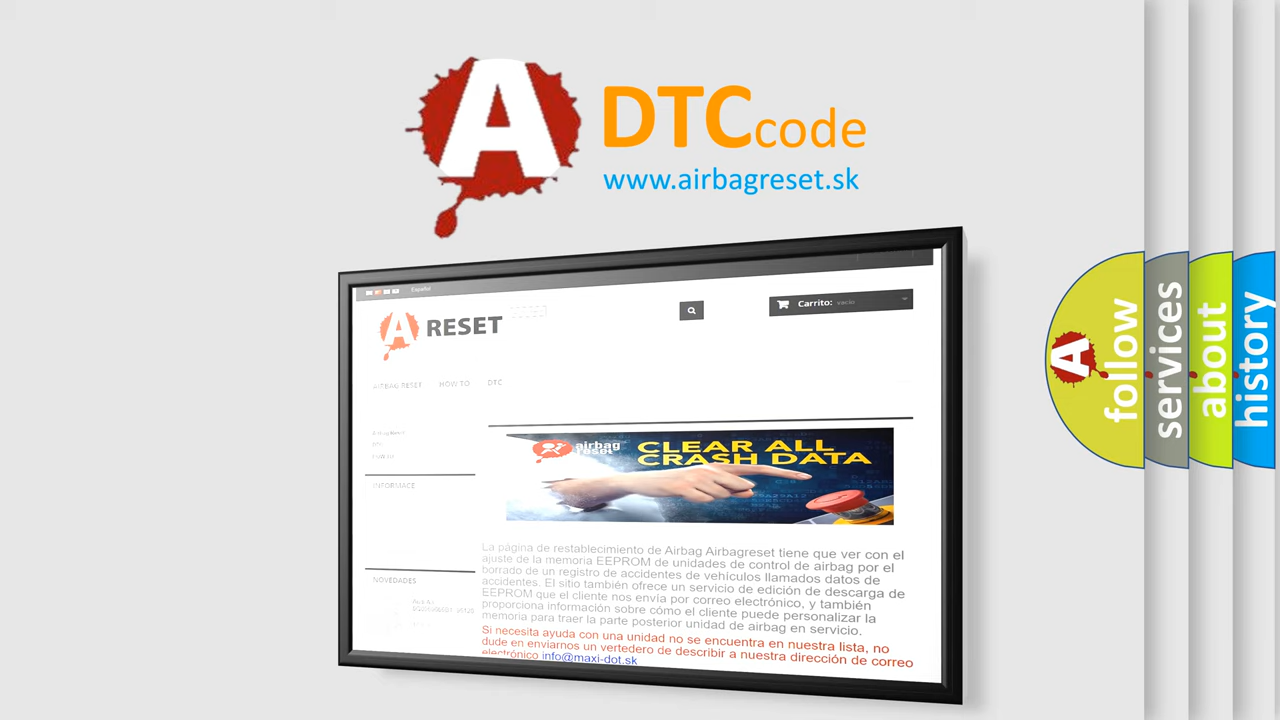 A
DTCcode
www.airbagreset.sk
Español
A RESET
Carrito: vacío
AIRBAG RESET HOW TO DTC
INFORMACE
airbag
reset
CLEAR ALL
CRASH DATA
La página de restablecimiento de Airbag Airbagreset tiene que ver con el
ajuste de la memoria EEPROM de unidades de control de airbag por el
borrado de un registro de accidentes de vehículos llamados datos de
accidentes. El sitio también ofrece un servicio de edición de descarga de
EEPROM que el cliente nos envía por correo electrónico, y también
proporciona información sobre cómo el cliente puede personalizar la
memoria para traer la parte posterior unidad de airbag en servicio.
Si necesita ayuda con una unidad no se encuentra en nuestra lista, no
dude en enviarnos un vertedero de describir a nuestra dirección de correo
electrónico info@maxi-dot.sk
NOVEDADES
A
follow
services
about
history